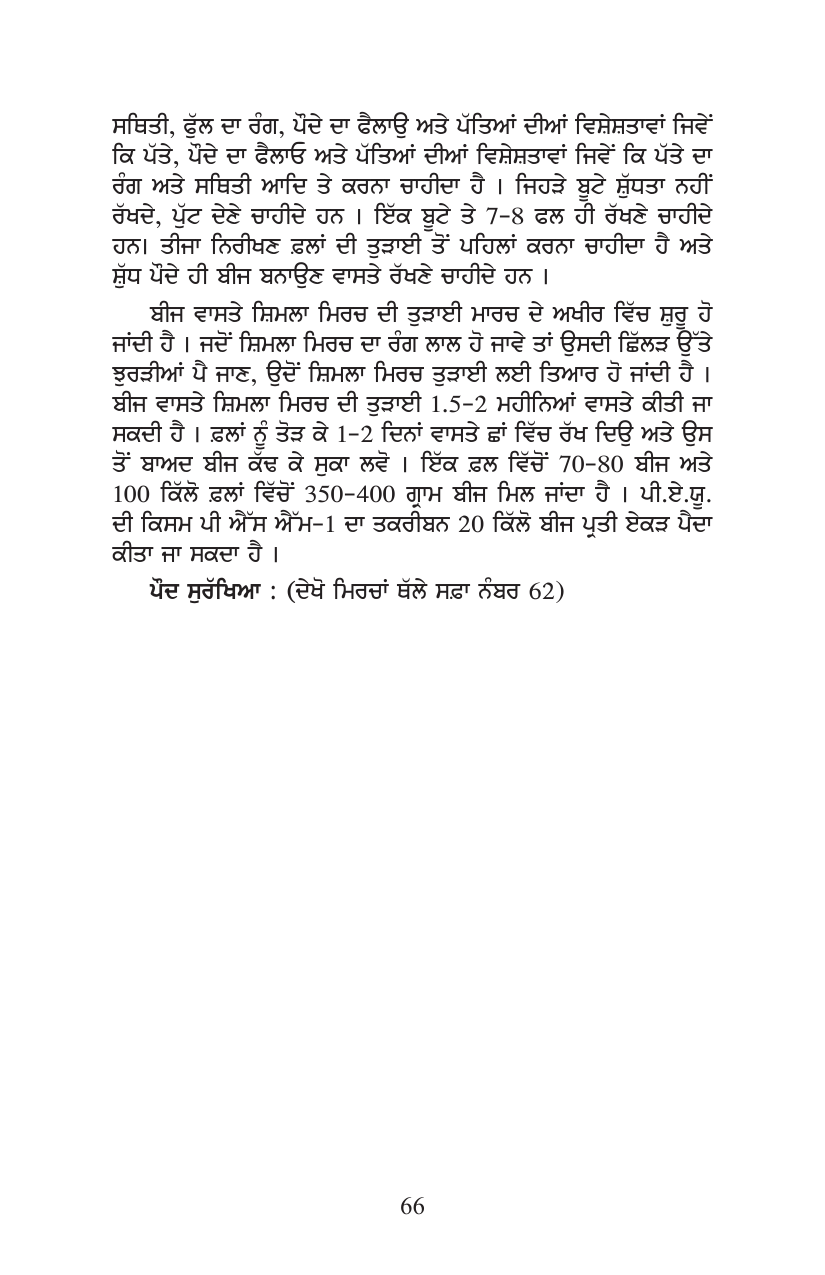 ਸਥਿਤੀ, ਫੁੱਲ ਦਾ ਰੰਗ, ਪੌਦੇ ਦਾ ਫੈਲਾਉ ਅਤੇ ਪੱਤਿਆਂ ਦੀਆਂ ਵਿਸ਼ੇਸ਼ਤਾਵਾਂ ਜਿਵੇਂ
ਕਿ ਪੱਤੇ, ਪੌਦੇ ਦਾ ਫੈਲਾਓ ਅਤੇ ਪੱਤਿਆਂ ਦੀਆਂ ਵਿਸ਼ੇਸ਼ਤਾਵਾਂ ਜਿਵੇਂ ਕਿ ਪੱਤੇ ਦਾ
ਰੰਗ ਅਤੇ ਸਥਿਤੀ ਆਦਿ ਤੇ ਕਰਨਾ ਚਾਹੀਦਾ ਹੈ । ਜਿਹੜੇ ਬੂਟੇ ਸ਼ੁੱਧਤਾ ਨਹੀਂ
ਰੱਖਦੇ, ਪੁੱਟ ਦੇਣੇ ਚਾਹੀਦੇ ਹਨ । ਇੱਕ ਬੂਟੇ ਤੇ 7-8 ਫਲ ਹੀ ਰੱਖਣੇ ਚਾਹੀਦੇ
ਹਨ। ਤੀਜਾ ਨਿਰੀਖਣ ਫ਼ਲਾਂ ਦੀ ਤੁੜਾਈ ਤੋਂ ਪਹਿਲਾਂ ਕਰਨਾ ਚਾਹੀਦਾ ਹੈ ਅਤੇ
ਸ਼ੁੱਧ ਪੌਦੇ ਹੀ ਬੀਜ ਬਨਾਉਣ ਵਾਸਤੇ ਰੱਖਣੇ ਚਾਹੀਦੇ ਹਨ ।
ਬੀਜ ਵਾਸਤੇ ਸ਼ਿਮਲਾ ਮਿਰਚ ਦੀ ਤੁੜਾਈ ਮਾਰਚ ਦੇ ਅਖੀਰ ਵਿੱਚ ਸ਼ੁਰੂ ਹੋ
ਜਾਂਦੀ ਹੈ । ਜਦੋਂ ਸ਼ਿਮਲਾ ਮਿਰਚ ਦਾ ਰੰਗ ਲਾਲ ਹੋ ਜਾਵੇ ਤਾਂ ਉਸਦੀ ਛਿੱਲੜ ਉੱਤੇ
ਝੁਰੜੀਆਂ ਪੈ ਜਾਣ, ਉਦੋਂ ਸ਼ਿਮਲਾ ਮਿਰਚ ਤੁੜਾਈ ਲਈ ਤਿਆਰ ਹੋ ਜਾਂਦੀ ਹੈ ।
ਬੀਜ ਵਾਸਤੇ ਸ਼ਿਮਲਾ ਮਿਰਚ ਦੀ ਤੁੜਾਈ 1.5-2 ਮਹੀਨਿਆਂ ਵਾਸਤੇ ਕੀਤੀ ਜਾ
ਸਕਦੀ ਹੈ । ਫ਼ਲਾਂ ਨੂੰ ਤੋੜ ਕੇ 1-2 ਦਿਨਾਂ ਵਾਸਤੇ ਛਾਂ ਵਿੱਚ ਰੱਖ ਦਿਉ ਅਤੇ ਉਸ
ਤੋਂ ਬਾਅਦ ਬੀਜ ਕੱਢ ਕੇ ਸੁਕਾ ਲਵੋ । ਇੱਕ ਫ਼ਲ ਵਿੱਚੋਂ 70-80 ਬੀਜ ਅਤੇ
100 ਕਿੱਲੋ ਫ਼ਲਾਂ ਵਿੱਚੋਂ 350-400 ਗ੍ਰਾਮ ਬੀਜ ਮਿਲ ਜਾਂਦਾ ਹੈ । ਪੀ.ਏ.ਯੂ.
ਦੀ ਕਿਸਮ ਪੀ ਐੱਸ ਐੱਮ-1 ਦਾ ਤਕਰੀਬਨ 20 ਕਿੱਲੋ ਬੀਜ ਪ੍ਰਤੀ ਏਕੜ ਪੈਦਾ
ਕੀਤਾ ਜਾ ਸਕਦਾ ਹੈ ।
ਪੌਦ ਸੁਰੱਖਿਆ : (ਦੇਖੋ ਮਿਰਚਾਂ ਥੱਲੇ ਸਫ਼ਾ ਨੰਬਰ 62)
66